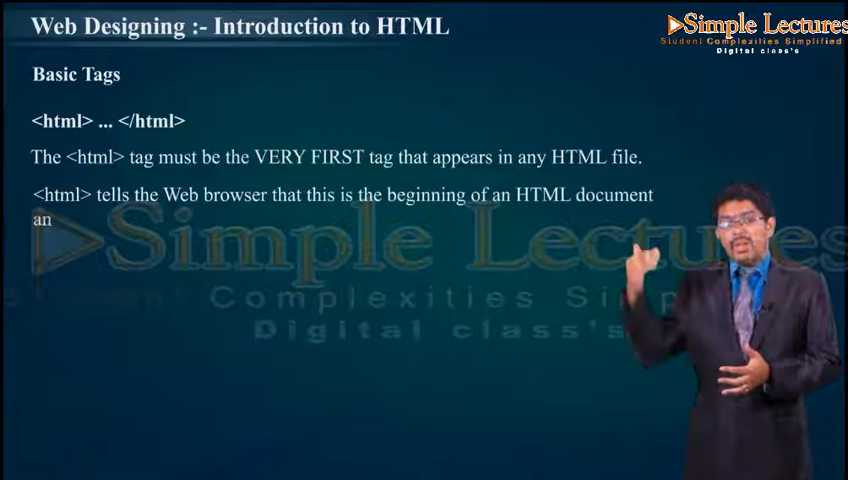 Web Designing :- Introduction to HTML
Simple Lectures
Student Complexities Simplified
Digital class's
Basic Tags
<html> ... </html>
The <html> tag must be the VERY FIRST tag that appears in any HTML file.
<html> tells the Web browser that this is the beginning of an HTML document
an
Simple Lectures
Student Complexities Sim
Digital class's